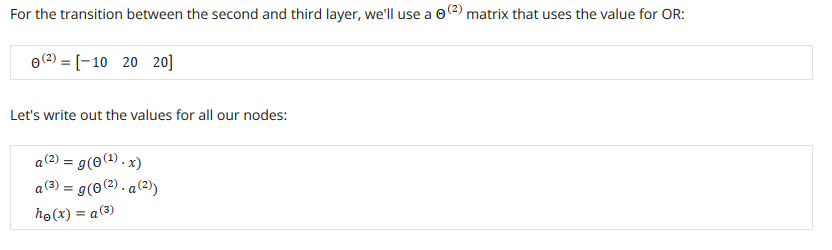 For the transition between the second and third layer, we'll use a Θ⁽²⁾ matrix that uses the value for OR:
Θ⁽²⁾ = [−10 20 20]
Let's write out the values for all our nodes:
a⁽²⁾ = g(Θ⁽¹⁾ · x)
a⁽³⁾ = g(Θ⁽²⁾ · a⁽²⁾)
hΘ(x) = a⁽³⁾